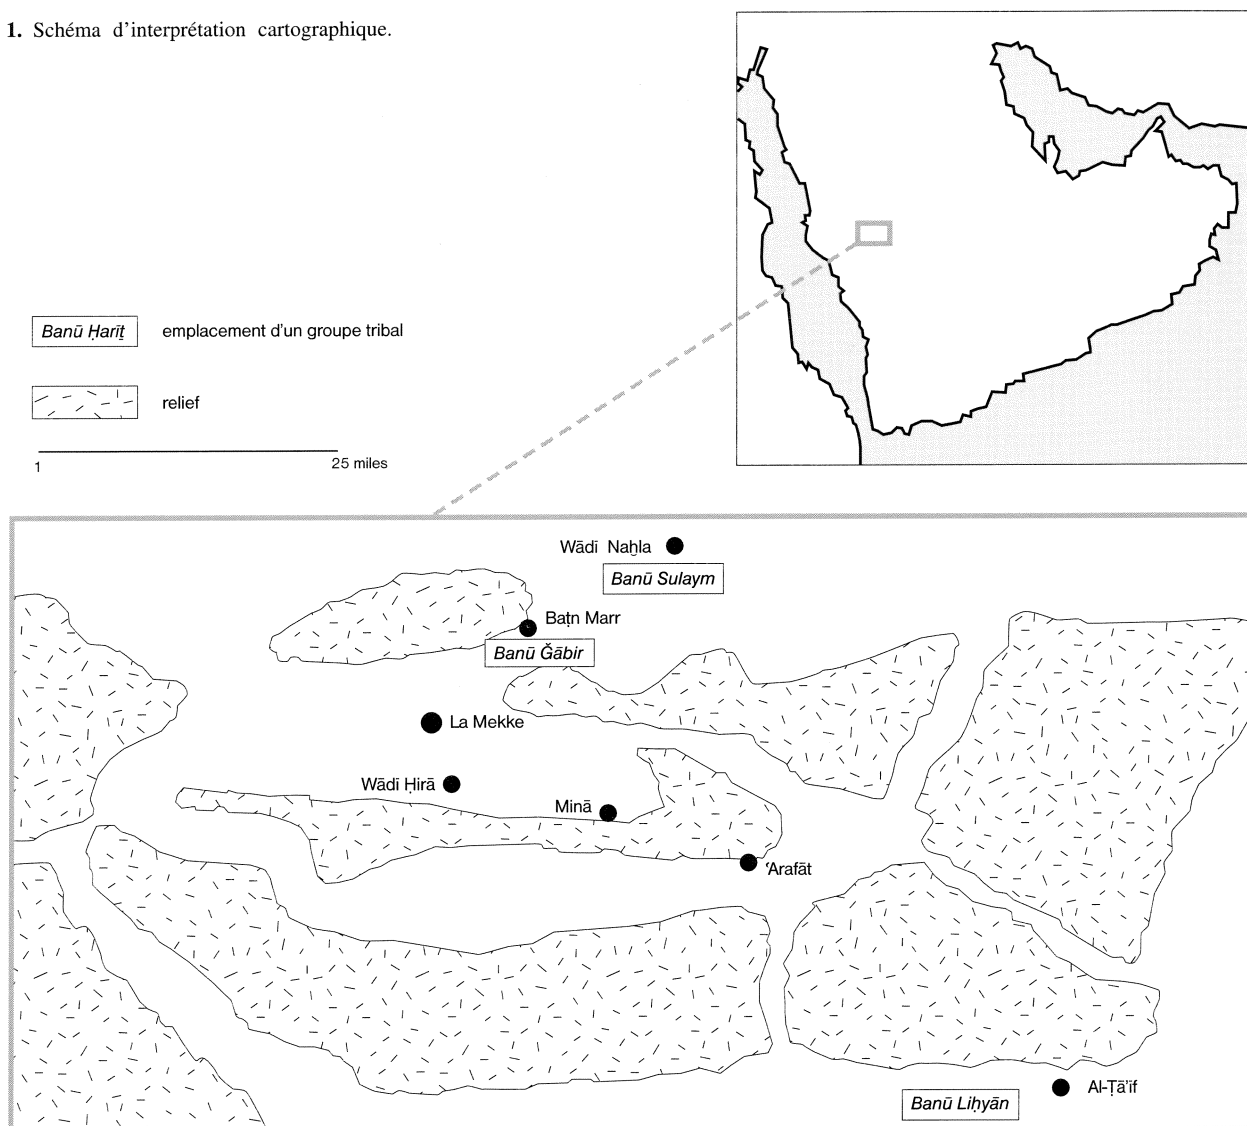 1. Schéma d'interprétation cartographique.
Banū Ḥarīṯ emplacement d'un groupe tribal
relief
1 25 miles
Wādī Naḫla
Banū Sulaym
Baṭn Marr
Banū Ǧābir
La Mekke
Wādī Ḥirā
Minā
ʿArafāt
Banū Liḥyān
Al-Ṭā'if